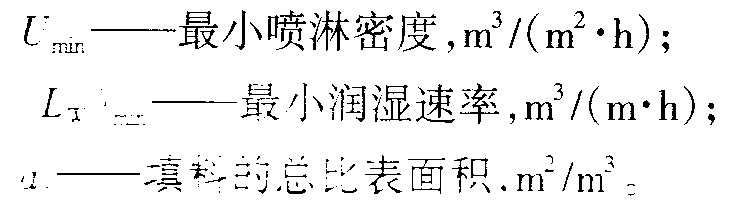 U_min——最小喷淋密度,m³/(m²·h);
——最小润湿速率,m³/(m·h);
——填料的总比表面积,m²/m³。